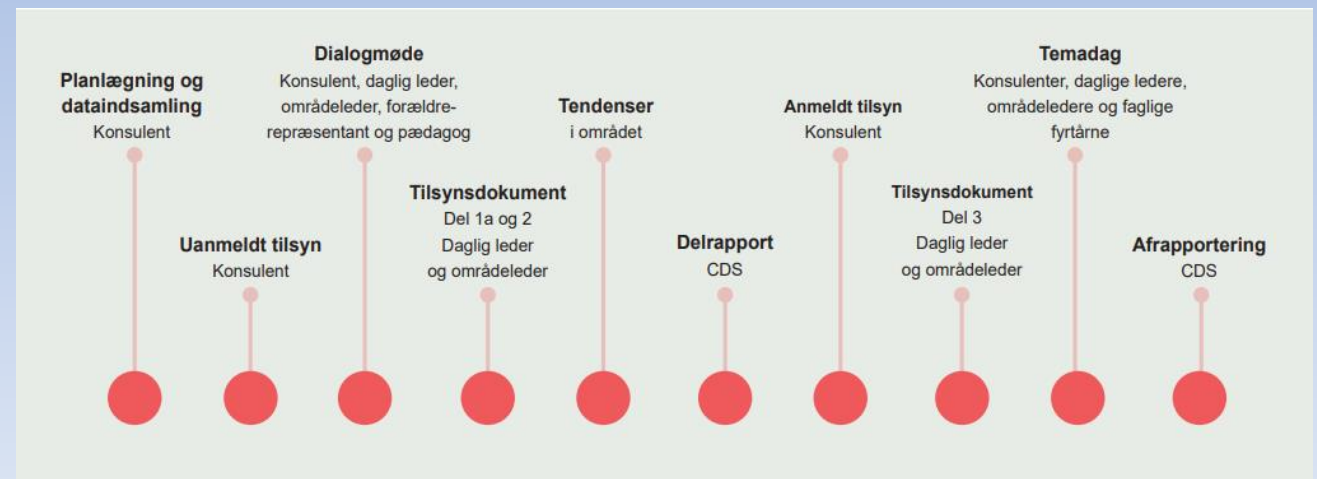 Planlægning og
dataindsamling
Konsulent
Uanmeldt tilsyn
Konsulent
Dialogmøde
Konsulent, daglig leder,
områdeleder, forældre-
repræsentant og pædagog
Tilsynsdokument
Del 1a og 2
Daglig leder
og områdeleder
Tendenser
i området
Delrapport
CDS
Anmeldt tilsyn
Konsulent
Tilsynsdokument
Del 3
Daglig leder
og områdeleder
Temadag
Konsulenter, daglige ledere,
områdeledere og faglige
fyrtårne
Afrapportering
CDS